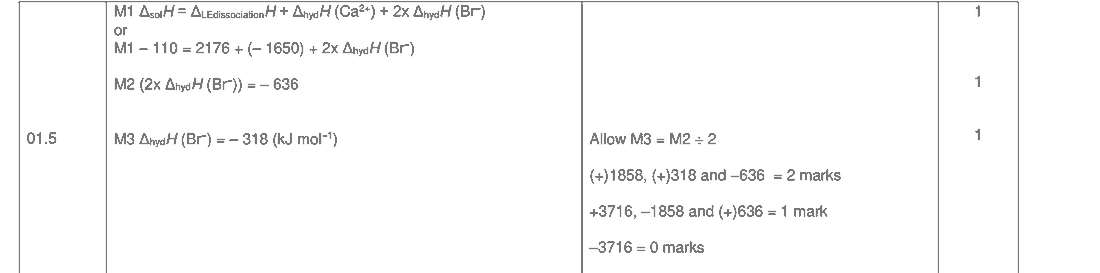 M1 ΔsolH = ΔLEdissociationH + ΔhydH (Ca²⁺) + 2x ΔhydH (Br⁻) 1
or
M1 – 110 = 2176 + (– 1650) + 2x ΔhydH (Br⁻)
M2 (2x ΔhydH (Br⁻)) = – 636 1
01.5 M3 ΔhydH (Br⁻) = – 318 (kJ mol⁻¹) Allow M3 = M2 ÷ 2 1
(+)1858, (+)318 and –636 = 2 marks
+3716, –1858 and (+)636 = 1 mark
–3716 = 0 marks